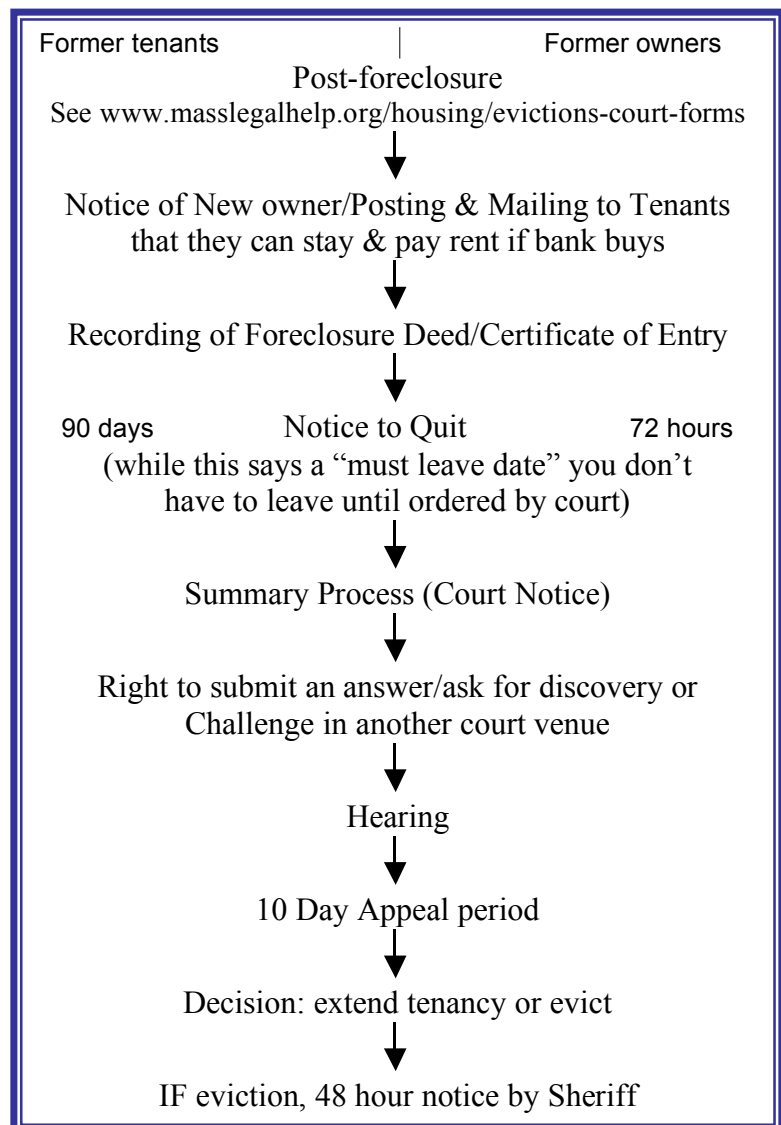 Former tenants | Former owners
Post-foreclosure
See www.masslegalhelp.org/housing/evictions-court-forms
Notice of New owner/Posting & Mailing to Tenants
that they can stay & pay rent if bank buys
Recording of Foreclosure Deed/Certificate of Entry
90 days Notice to Quit 72 hours
(while this says a “must leave date” you don’t
have to leave until ordered by court)
Summary Process (Court Notice)
Right to submit an answer/ask for discovery or
Challenge in another court venue
Hearing
10 Day Appeal period
Decision: extend tenancy or evict
IF eviction, 48 hour notice by Sheriff